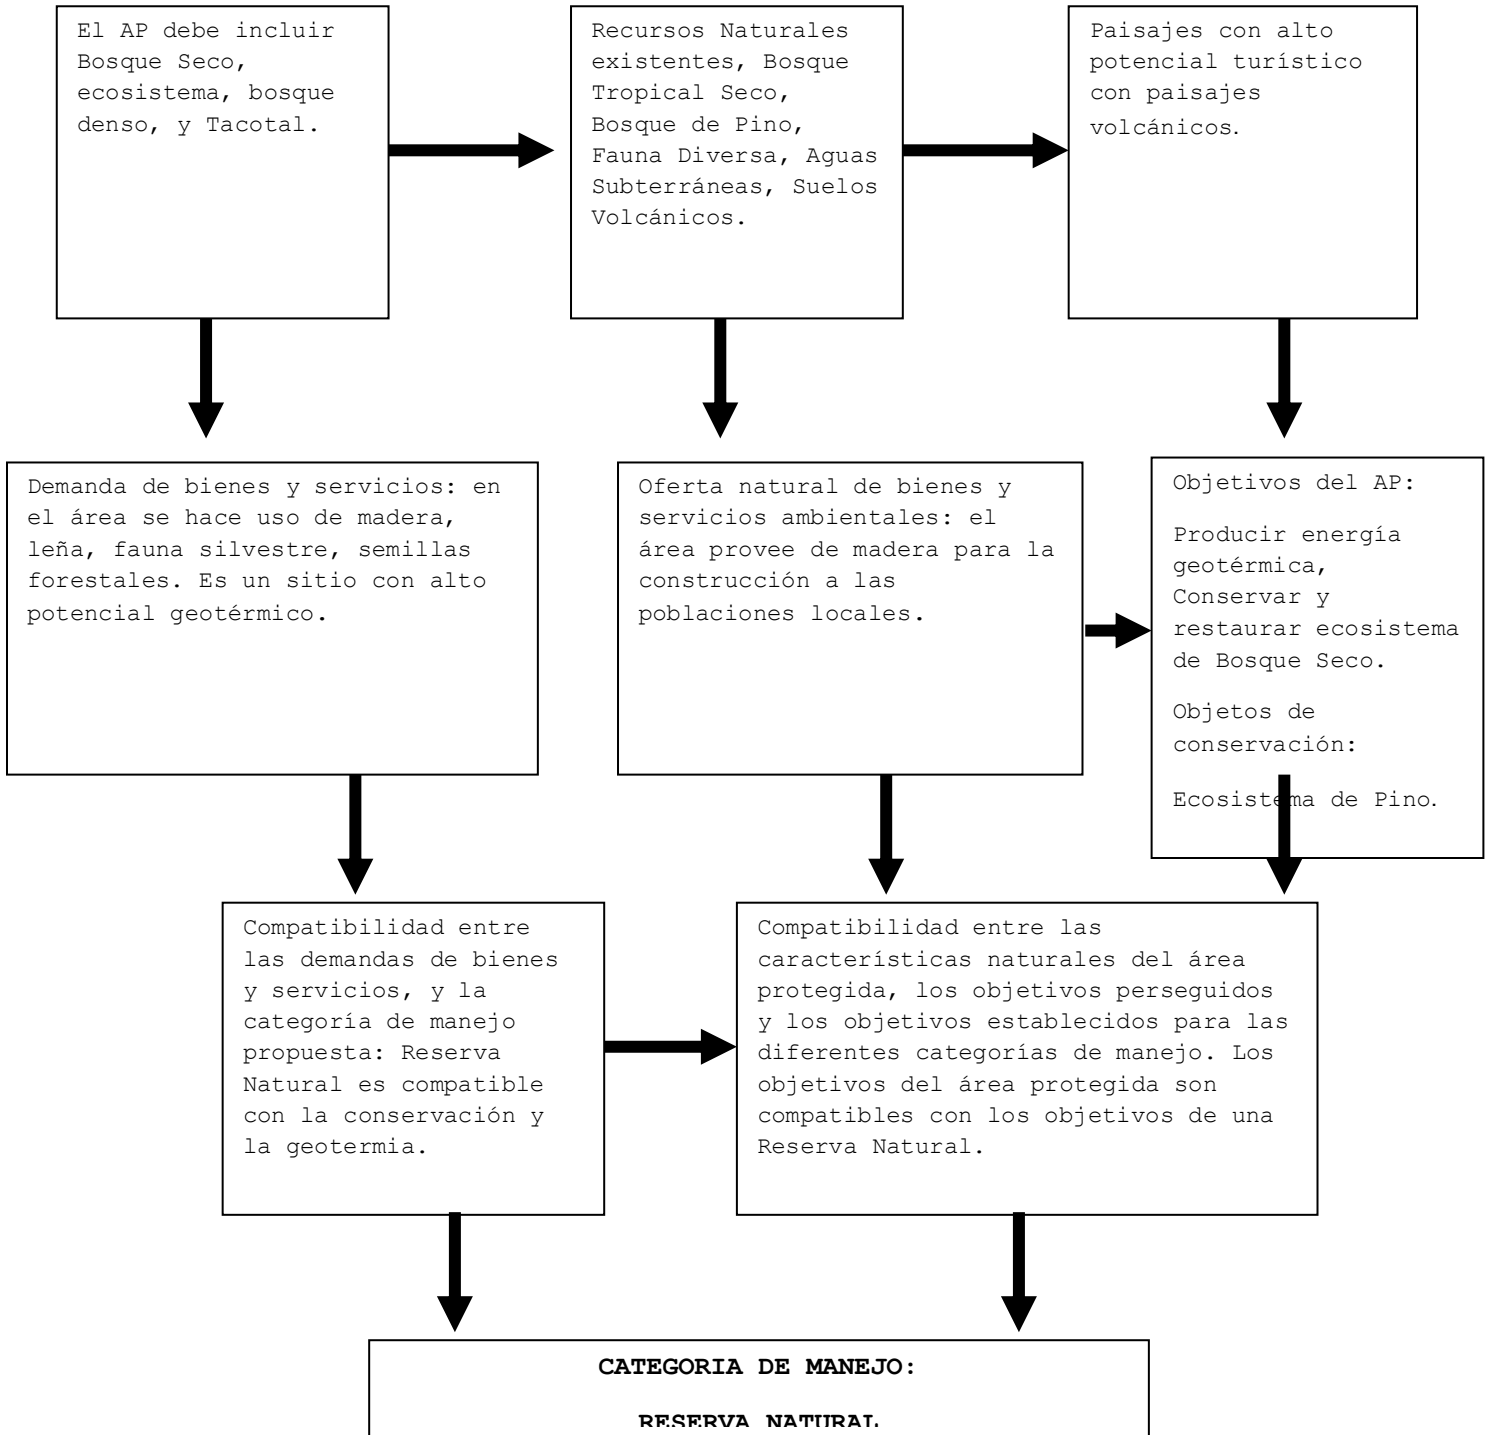 El AP debe incluir
Bosque Seco,
ecosistema, bosque
denso, y Tacotal.
Recursos Naturales
existentes, Bosque
Tropical Seco,
Bosque de Pino,
Fauna Diversa, Aguas
Subterráneas, Suelos
Volcánicos.
Paisajes con alto
potencial turístico
con paisajes
volcánicos.
Demanda de bienes y servicios: en
el área se hace uso de madera,
leña, fauna silvestre, semillas
forestales. Es un sitio con alto
potencial geotérmico.
Oferta natural de bienes y
servicios ambientales: el
área provee de madera para la
construcción a las
poblaciones locales.
Objetivos del AP:
Producir energía
geotérmica,
Conservar y
restaurar ecosistema
de Bosque Seco.
Objetos de
conservación:
Ecosistema de Pino.
Compatibilidad entre
las demandas de bienes
y servicios, y la
categoría de manejo
propuesta: Reserva
Natural es compatible
con la conservación y
la geotermia.
Compatibilidad entre las
características naturales del área
protegida, los objetivos perseguidos
y los objetivos establecidos para las
diferentes categorías de manejo. Los
objetivos del área protegida son
compatibles con los objetivos de una
Reserva Natural.
CATEGORIA DE MANEJO:
RESERVA NATURAL